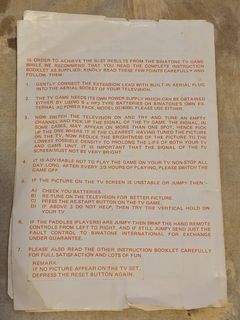 IN ORDER TO ACHIEVE THE BEST RESULTS FROM THE BINATONE TV GAME
WHILE WE RECOMMEND THAT YOU READ THE COMPLETE INSTRUCTION
BOOKLET AS SUPPLIED, KINDLY READ THESE FEW POINTS CAREFULLY AND
FOLLOW THEM:
1. GENTLY CONNECT THE EXTENSION LEAD WITH BUILT IN AERIAL PLUG
INTO THE AERIAL SOCKET OF YOUR TELEVISION.
2. THE TV GAME NEEDS ITS OWN POWER SUPPLY WHICH CAN BE OBTAINED
EITHER BY USING 6 x HP2 TYPE BATTERIES OR BINATONE'S OWN EX-
TERNAL AC POWER PACK, MODEL PLEASE USE EITHER.
3. NOW SWITCH THE TELEVISION ON AND TRY AND TUNE AN EMPTY
CHANNEL AND PICK UP THE SIGNAL OF THE TV GAME. THE SIGNAL, IN
SOME CASES, MAY APPEAR ON MORE THAN ONE SPOT, HENCE PICK
UP THE ONE WHERE IT IS THE CLEAREST. HAVING TUNED THE PICTURE
ON THE TV, NOW REDUCE THE BRIGHTNESS OF THE PICTURE TO THE
LOWEST POSSIBLE DENSITY TO PROLONG THE LIFE OF BOTH YOUR TV
AND GAME UNIT. IT IS IMPORTANT THAT THE SIGNAL OF THE TV
SCREEN MUST NOT BE VERY BRIGHT.
4. IT IS ADVISABLE NOT TO PLAY THE GAME ON YOUR TV NON-STOP ALL
DAY LONG. AFTER EVERY 3/3 HOURS OF PLAYING, PLEASE SWITCH THE
GAME OFF
5. IF THE PICTURE ON THE TV SCREEN IS UNSTABLE OR JUMPY THEN:-
A) CHECK YOUR BATTERIES
B) RE-TUNE ON THE TELEVISION FOR BETTER PICTURE
C) PRESS THE RE-START BUTTON ON THE TV GAME
D) IF ABOVE 3 DO NOT HELP, THEN TRY THE VERTICAL HOLD ON
YOUR TV
6. IF THE PADDLES (PLAYERS) ARE JUMPY THEN SWAP THE HAND REMOTE
CONTROLS FROM LEFT TO RIGHT, AND IF STILL JUMPY SEND JUST THE
FAULT CONTROL, TO BINATONE INTERNATIONAL FOR EXCHANGE
UNDER GUARANTEE.
7. PLEASE ALSO READ THE OTHER INSTRUCTION BOOKLET CAREFULLY
FOR FULL SATISFACTION AND LOTS OF FUN.
REMARK:
IF NO PICTURE APPEAR ON THE TV SET.
DEPRESS THE RESET BUTTON AGAIN.